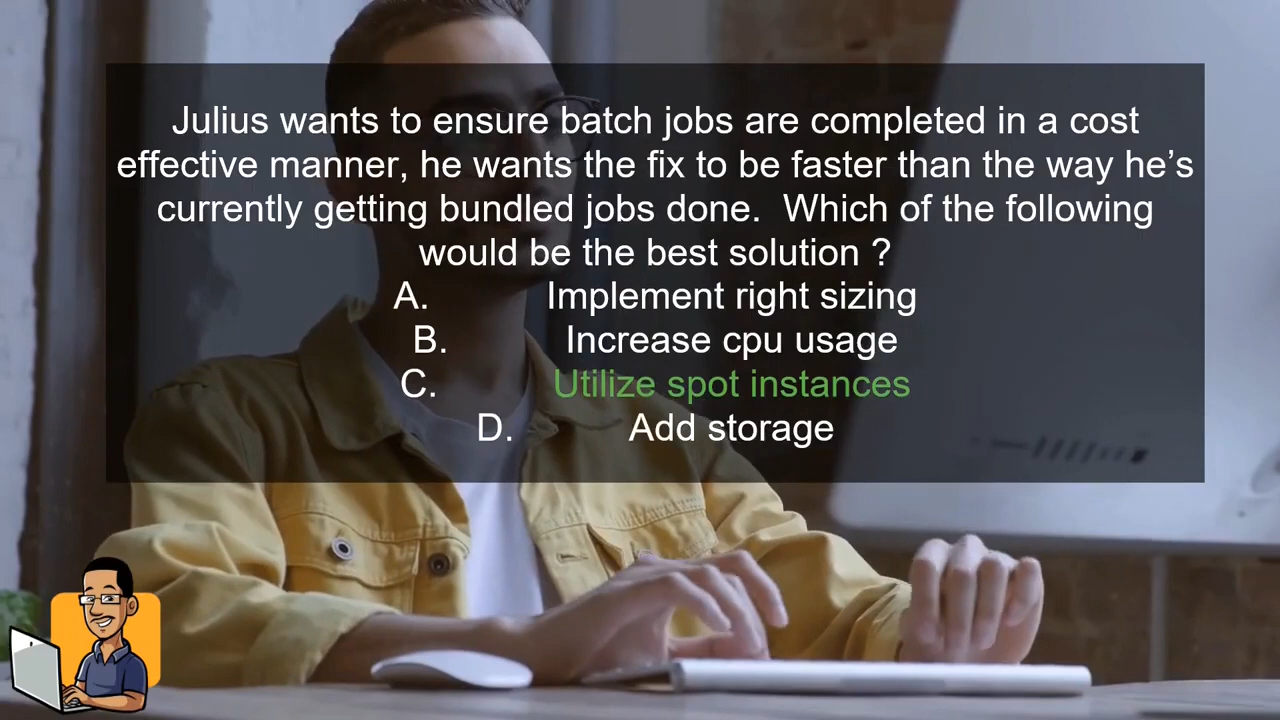 Julius wants to ensure batch jobs are completed in a cost
effective manner, he wants the fix to be faster than the way he’s
currently getting bundled jobs done.  Which of the following
would be the best solution ?
A. Implement right sizing
B. Increase cpu usage
C. Utilize spot instances
D. Add storage